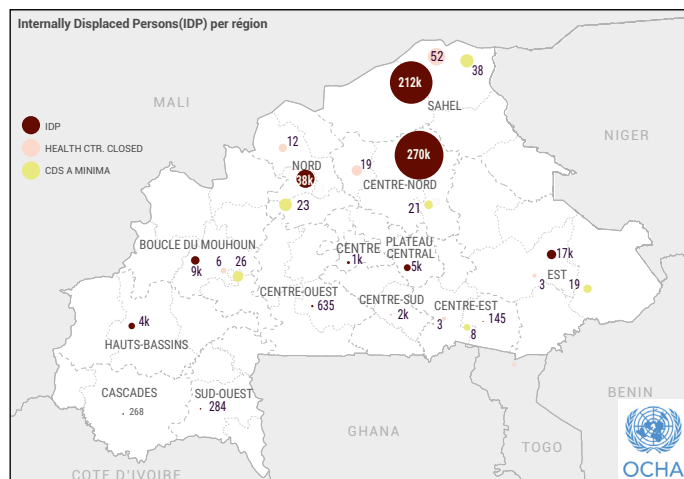 Internally Displaced Persons(IDP) per région
52
38
212k
SAHEL
MALI
IDP
HEALTH CTR. CLOSED
CDS A MINIMA
NIGER
12
19
270k
NORD
38k
CENTRE-NORD
23
21
BOUCLE DU MOUHOUN
6
26
9k
CENTRE
1k
PLATEAU
CENTRAL
5k
17k
EST
3
19
CENTRE-OUEST
635
CENTRE-SUD
2k
CENTRE-EST
145
3
8
4k
HAUTS-BASSINS
CASCADES
268
SUD-OUEST
284
BENIN
GHANA
TOGO
COTE D'IVOIRE
OCHA